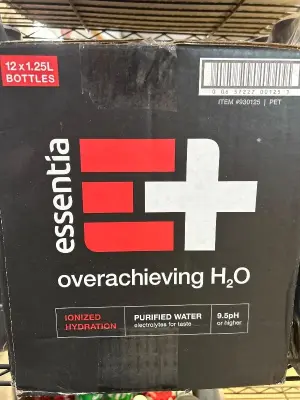 12 x 1.25L
BOTTLES
ITEM #930125 | PET
essentia
E+
overachieving H₂O
IONIZED
HYDRATION
PURIFIED WATER
electrolytes for taste
9.5pH
or higher